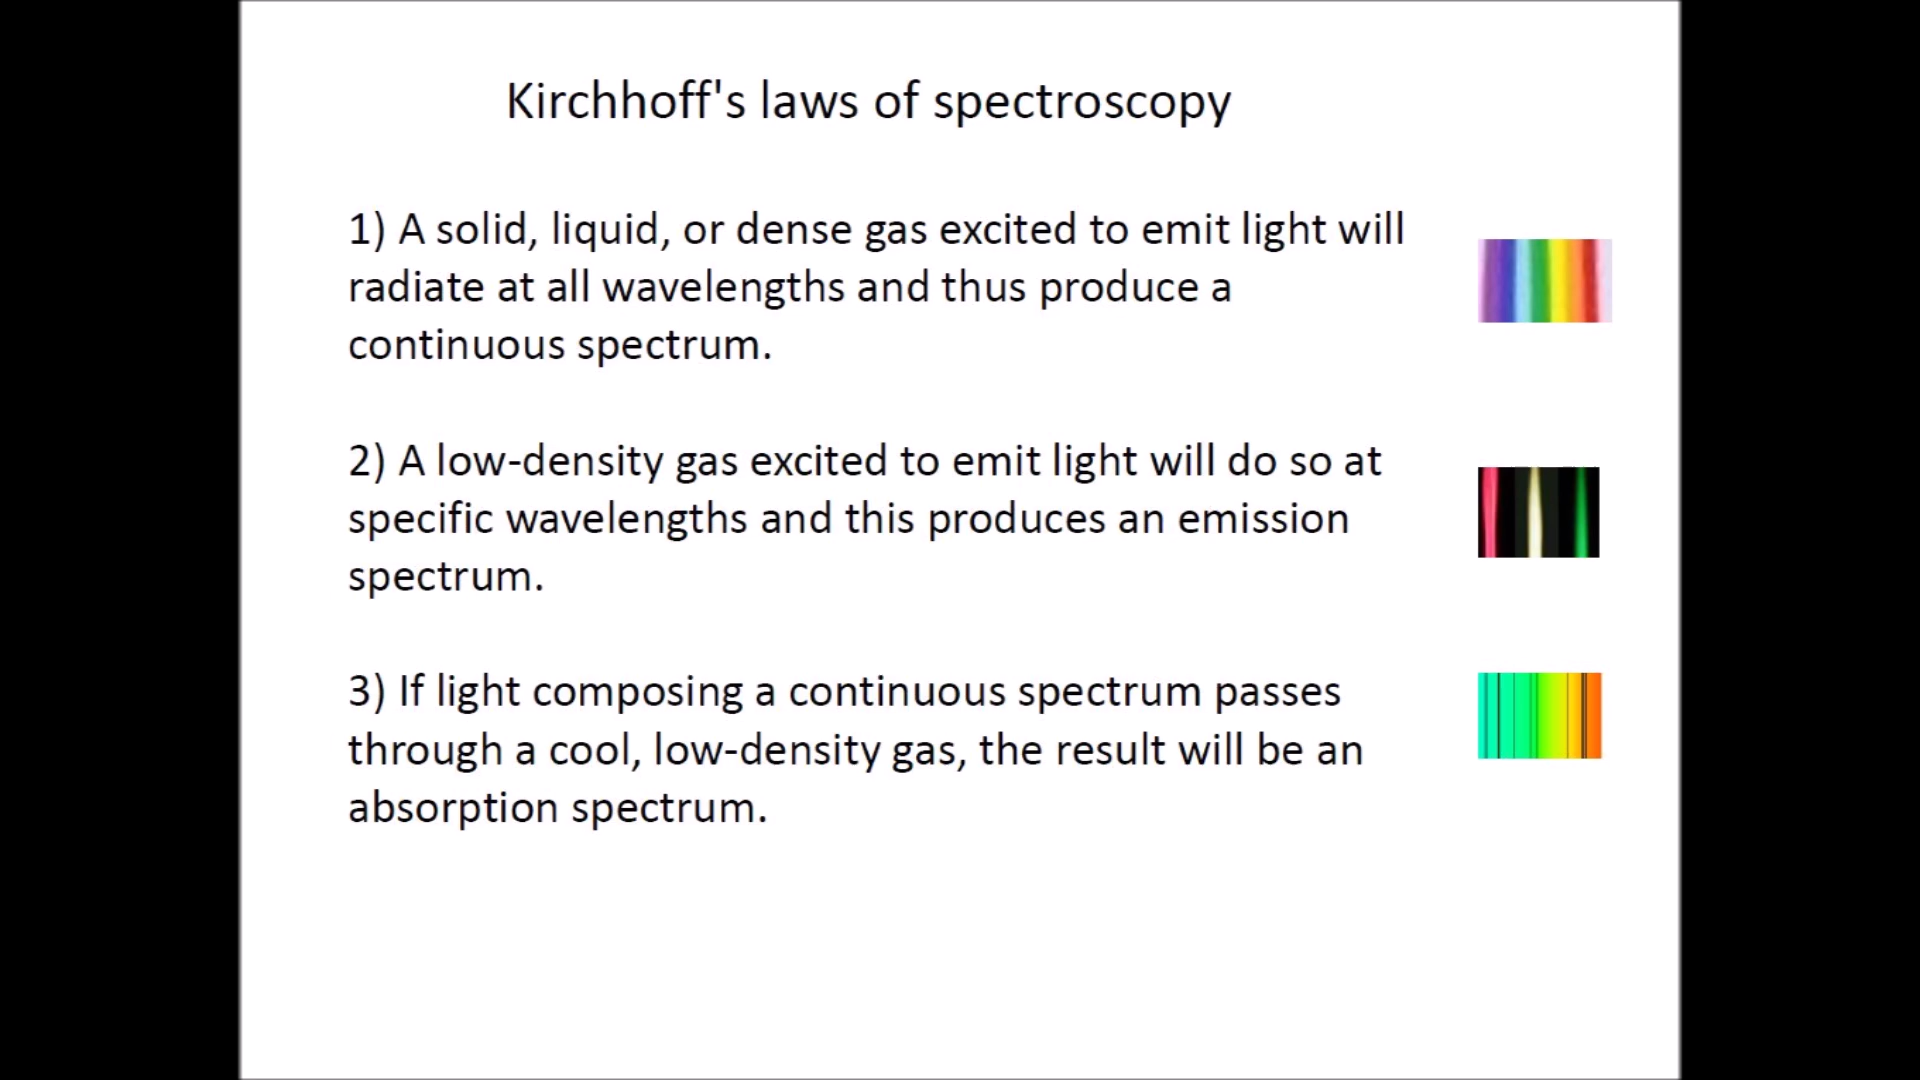 Kirchhoff's laws of spectroscopy
1) A solid, liquid, or dense gas excited to emit light will
radiate at all wavelengths and thus produce a
continuous spectrum.
2) A low-density gas excited to emit light will do so at
specific wavelengths and this produces an emission
spectrum.
3) If light composing a continuous spectrum passes
through a cool, low-density gas, the result will be an
absorption spectrum.